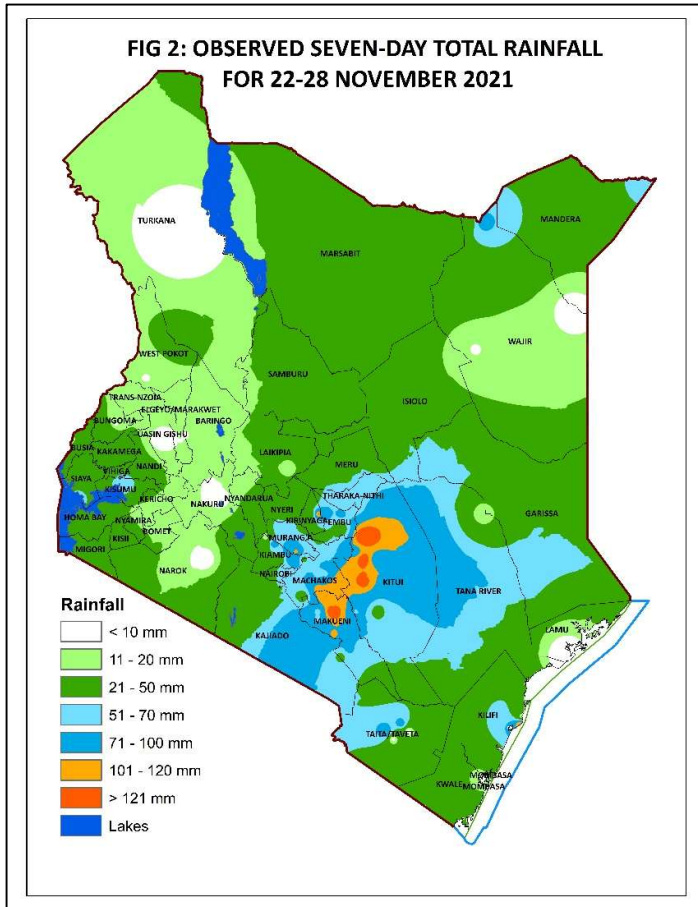 FIG 2: OBSERVED SEVEN-DAY TOTAL RAINFALL
FOR 22-28 NOVEMBER 2021
TURKANA
MANDERA
MARSABIT
WAJIR
WEST POKOT
SAMBURU
TRANS-NZOIA
ISIOLO
ELGEYO/MARAKWET
BUNGOMA
BARINGO
UASIN GISHU
BUSIA
KAKAMEGA
LAIKIPIA
VIHIGA
NANDI
MERU
SIAYA
KISUMU
THARAKA-NITHI
KERICHO
NYANDARUA
NAKURU
NYERI
GARISSA
HOMA BAY
NYAMIRA
KIRINYAGA
EMBU
KISII
BOMET
MURANGA
MIGORI
KIAMBU
NAROK
NAIROBI
MACHAKOS
KITUI
TANA RIVER
MAKUENI
LAMU
KAJIADO
KILIFI
TAITA/TAVETA
MOMBASA
KWALE
MOMBASA
Rainfall
< 10 mm
11 - 20 mm
21 - 50 mm
51 - 70 mm
71 - 100 mm
101 - 120 mm
> 121 mm
Lakes